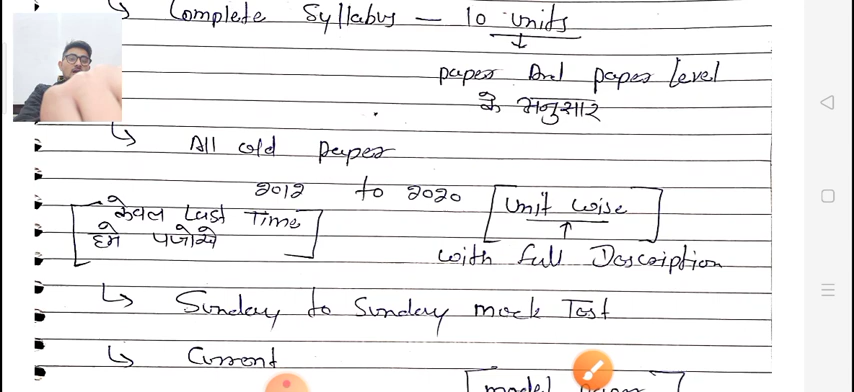 ↳ Complete Syllabus – 10 units
↓
paper And paper level
के अनुसार
↳ All old paper
2012 to 2020 [Unit wise]
[केवल Last Time
हमे
↑
with full Description
↳ Sunday to Sunday mock Test
↳ Current
[model